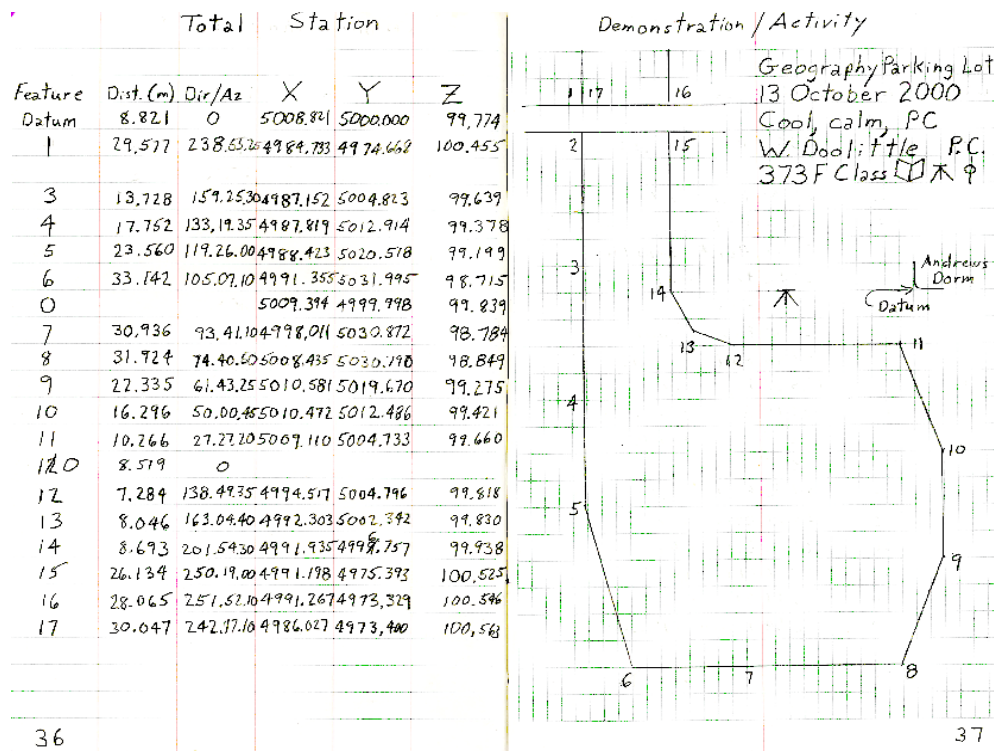 Total Station
Feature Dist. (m) Dir/Az X Y Z
Datum 8.821 0 5008.821 5000.000 99.774
1 29.577 238.53.25 4984.733 4974.668 100.455
3 13.728 159.25.30 4987.152 5004.823 99.639
4 17.752 133.19.35 4987.819 5012.914 99.378
5 23.560 119.26.00 4988.423 5020.518 99.199
6 33.142 105.07.10 4991.355 5031.995 98.715
0 5009.394 4999.998 99.839
7 30.936 93.41.10 4998.011 5030.872 98.784
8 31.924 74.40.50 5008.435 5030.790 98.849
9 22.335 61.43.25 5010.581 5019.670 99.275
10 16.296 50.00.45 5010.472 5012.486 99.421
11 10.266 27.27.20 5009.110 5004.733 99.660
0 8.519 0
12 7.284 138.49.35 4994.517 5004.796 99.818
13 8.046 163.04.40 4992.303 5002.342 99.830
14 8.693 201.54.30 4991.935 4996.757 99.938
15 26.134 250.19.00 4991.198 4975.393 100.525
16 28.065 251.52.10 4991.267 4973.329 100.546
17 30.047 242.17.10 4986.027 4973.400 100.563
36
Demonstration / Activity
Geography Parking Lot
13 October 2000
Cool, calm, PC
W. Doolittle P.C.
373F Class
1 17 16
2 15
3
Andrews
Dorm
14
Datum
13 12 11
4
10
5
9
6 7 8
37